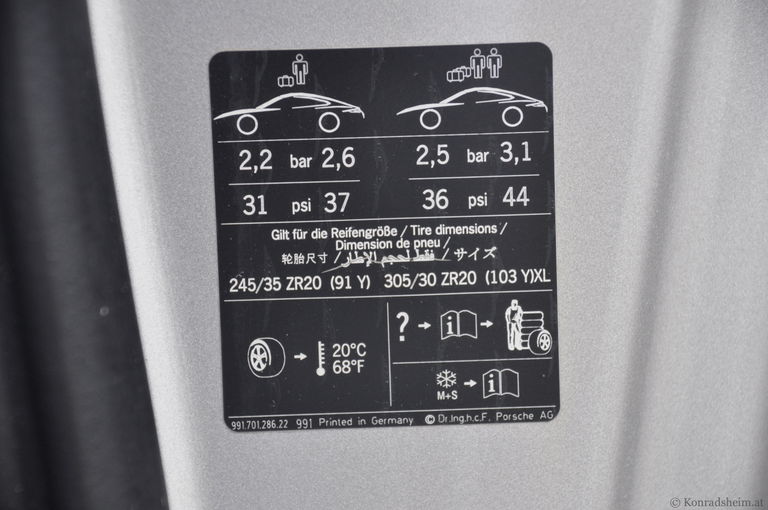 2,2 bar 2,6 2,5 bar 3,1
31 psi 37 36 psi 44
Gilt für die Reifengröße / Tire dimensions /
Dimension de pneu /
轮胎尺寸 / فقط لحجم الإطار / サイズ
245/35 ZR20 (91 Y) 305/30 ZR20 (103 Y)XL
? i
20°C
68°F
M+S i
991.701.286.22 991 Printed in Germany © Dr.Ing.h.c.F. Porsche AG
© Konradsheim.at